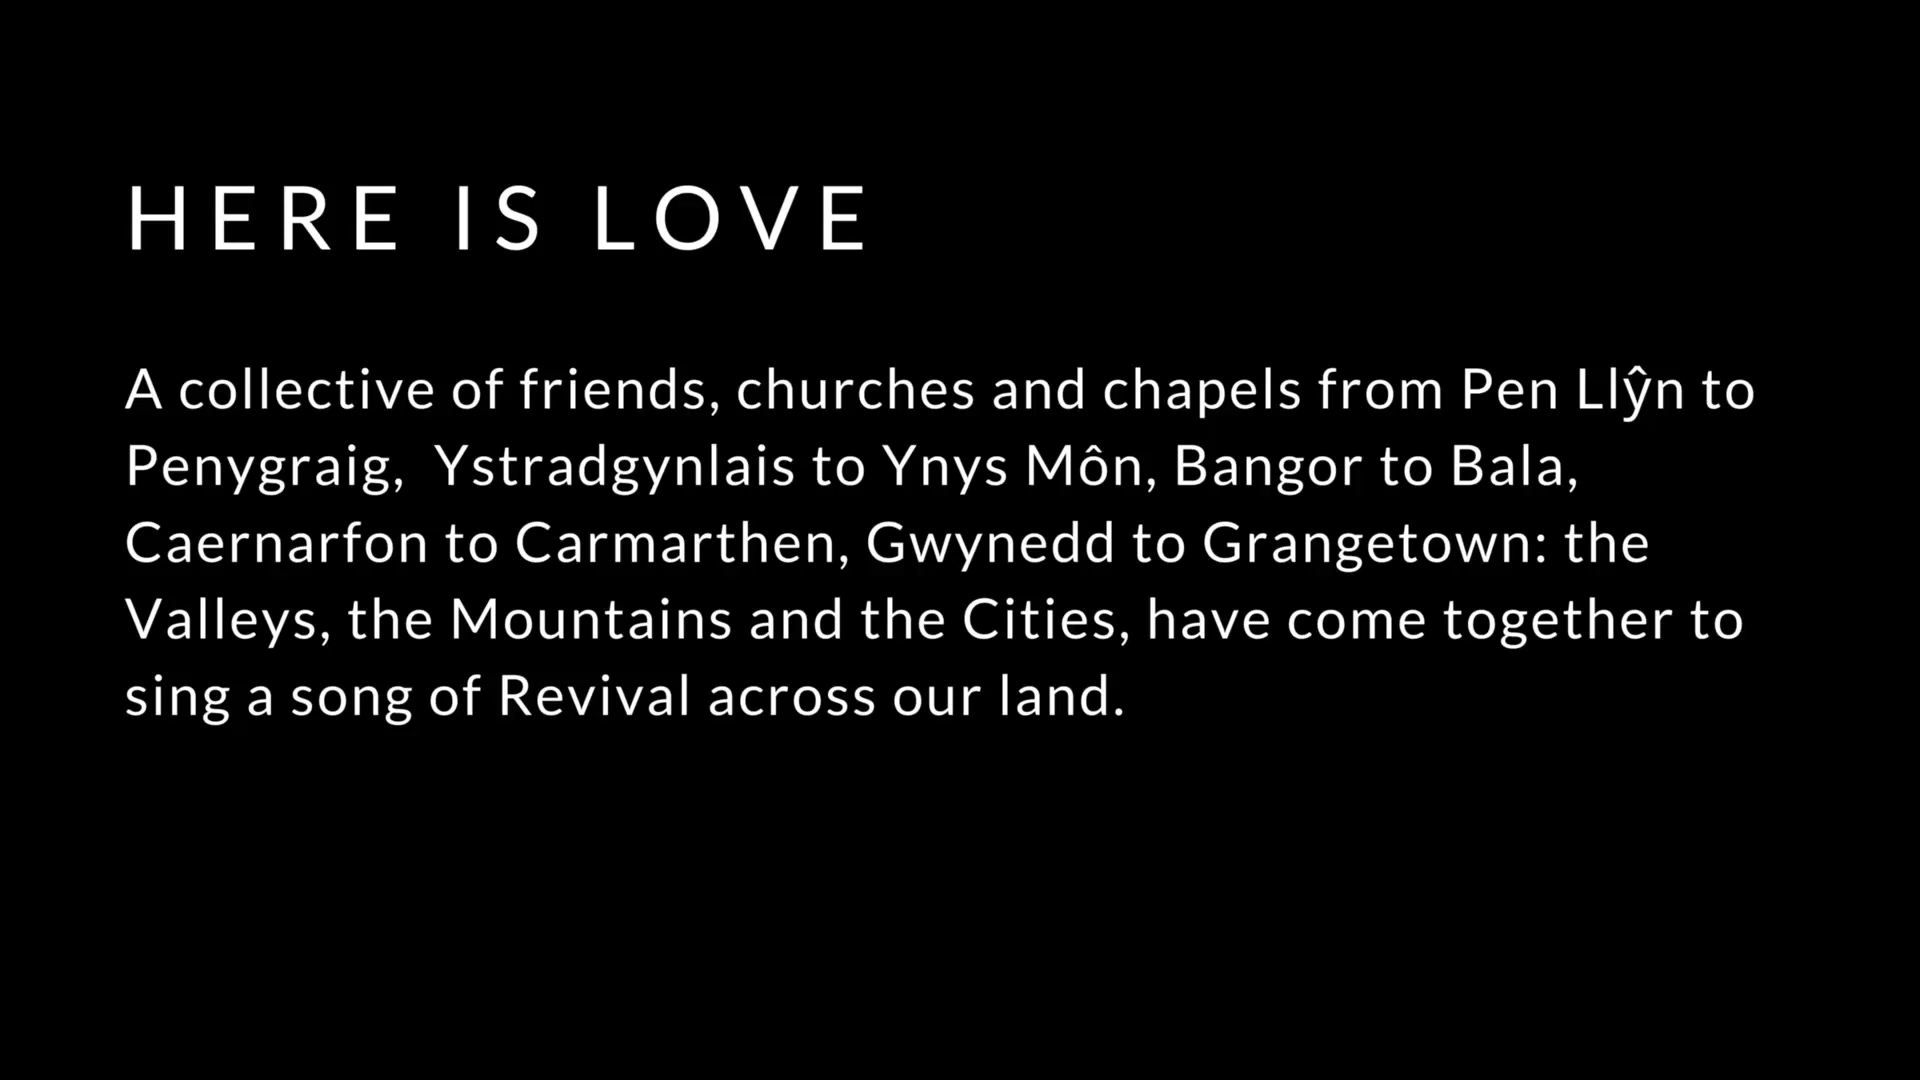 HERE IS LOVE
A collective of friends, churches and chapels from Pen Llŷn to
Penygraig,  Ystradgynlais to Ynys Môn, Bangor to Bala,
Caernarfon to Carmarthen, Gwynedd to Grangetown: the
Valleys, the Mountains and the Cities, have come together to
sing a song of Revival across our land.